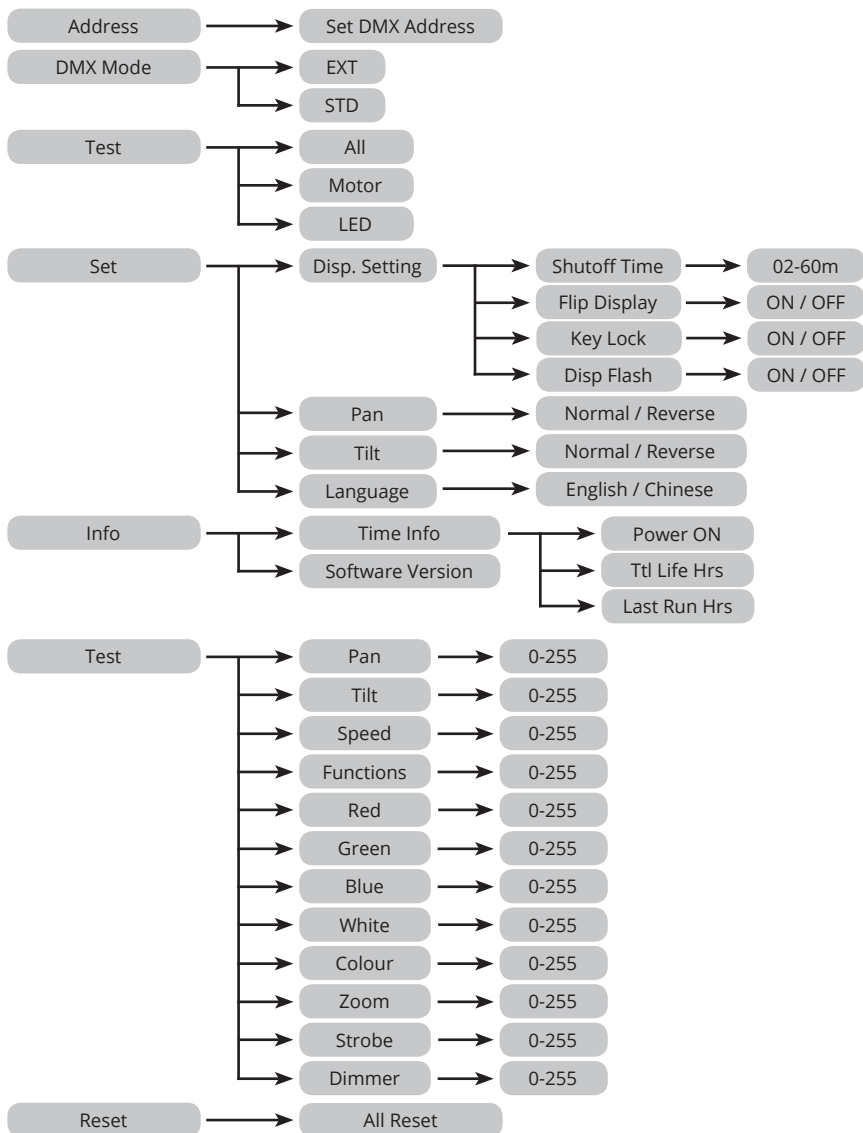 Address Set DMX Address
DMX Mode EXT
STD
Test All
Motor
LED
Set Disp. Setting Shutoff Time 02-60m
Flip Display ON / OFF
Key Lock ON / OFF
Disp Flash ON / OFF
Pan Normal / Reverse
Tilt Normal / Reverse
Language English / Chinese
Info Time Info Power ON
Software Version Ttl Life Hrs
Last Run Hrs
Test Pan 0-255
Tilt 0-255
Speed 0-255
Functions 0-255
Red 0-255
Green 0-255
Blue 0-255
White 0-255
Colour 0-255
Zoom 0-255
Strobe 0-255
Dimmer 0-255
Reset All Reset